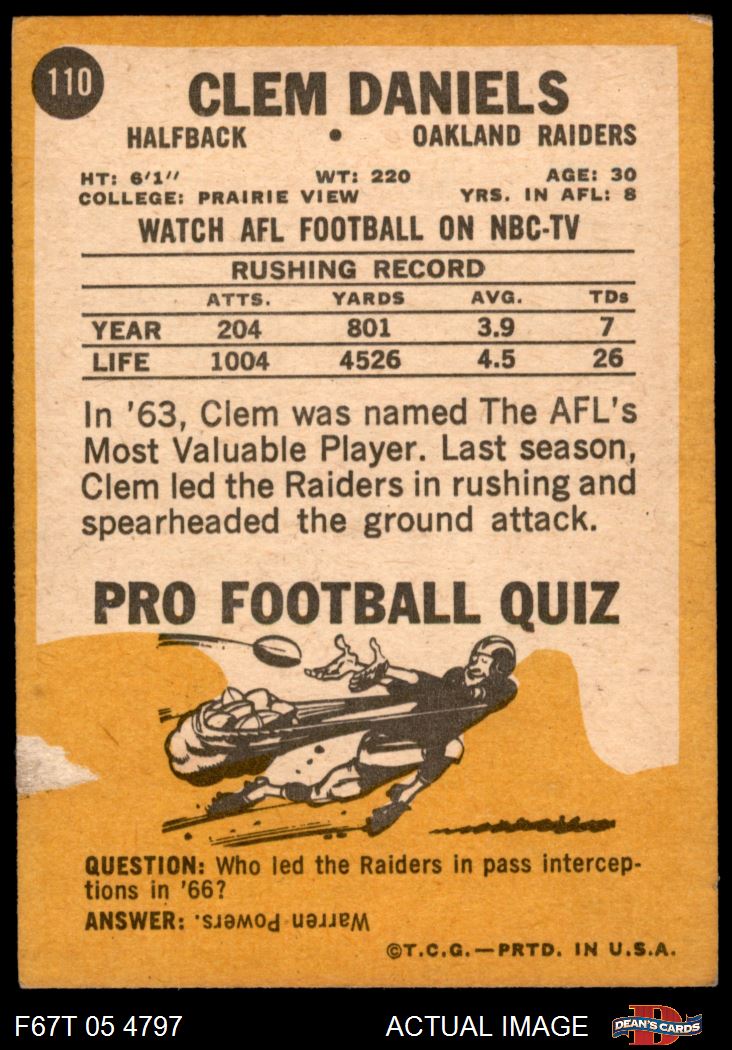 110
CLEM DANIELS
HALFBACK • OAKLAND RAIDERS
HT: 6'1" WT: 220 AGE: 30
COLLEGE: PRAIRIE VIEW YRS. IN AFL: 8
WATCH AFL FOOTBALL ON NBC-TV
RUSHING RECORD
ATTS. YARDS AVG. TDs
YEAR 204 801 3.9 7
LIFE 1004 4526 4.5 26
In '63, Clem was named The AFL's
Most Valuable Player. Last season,
Clem led the Raiders in rushing and
spearheaded the ground attack.
PRO FOOTBALL QUIZ
QUESTION: Who led the Raiders in pass intercep-
tions in '66?
ANSWER: Warren Powers.
©T.C.G.—PRTD. IN U.S.A.
F67T 05 4797 ACTUAL IMAGE D DEAN'S CARDS